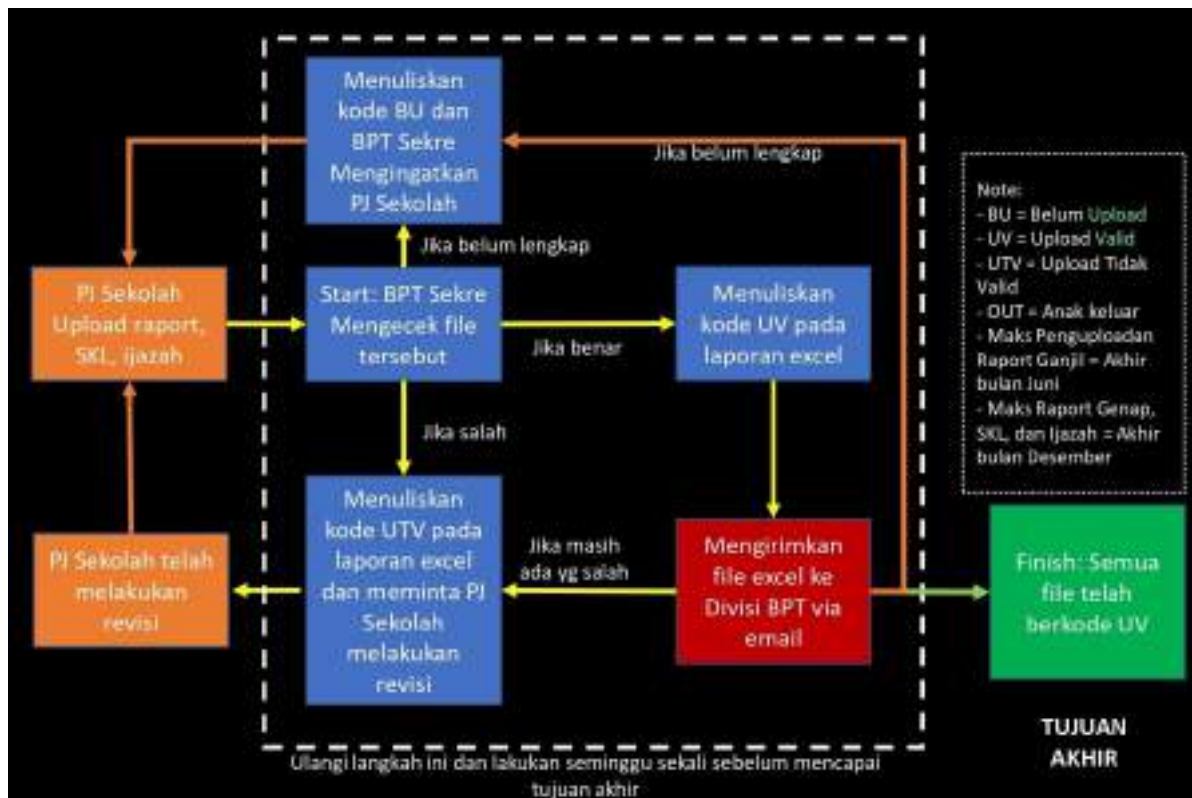 Menuliskan
kode BU dan
BPT Sekre
Mengingatkan
PJ Sekolah
Jika belum lengkap
Jika belum lengkap
PJ Sekolah
Upload raport,
SKL, ijazah
Start: BPT Sekre
Mengecek file
tersebut
Jika benar
Menuliskan
kode UV pada
laporan excel
Note:
- BU = Belum Upload
- UV = Upload Valid
- UTV = Upload Tidak
Valid
- OUT = Anak keluar
- Maks Penguploadan
Raport Ganjil = Akhir
bulan Juni
- Maks Raport Genap,
SKL, dan Ijazah = Akhir
bulan Desember
Jika salah
PJ Sekolah telah
melakukan
revisi
Menuliskan
kode UTV pada
laporan excel
dan meminta PJ
Sekolah
melakukan
revisi
Jika masih
ada yg salah
Mengirimkan
file excel ke
Divisi BPT via
email
Finish: Semua
file telah
berkode UV
TUJUAN
AKHIR
Ulangi langkah ini dan lakukan seminggu sekali sebelum mencapai
tujuan akhir